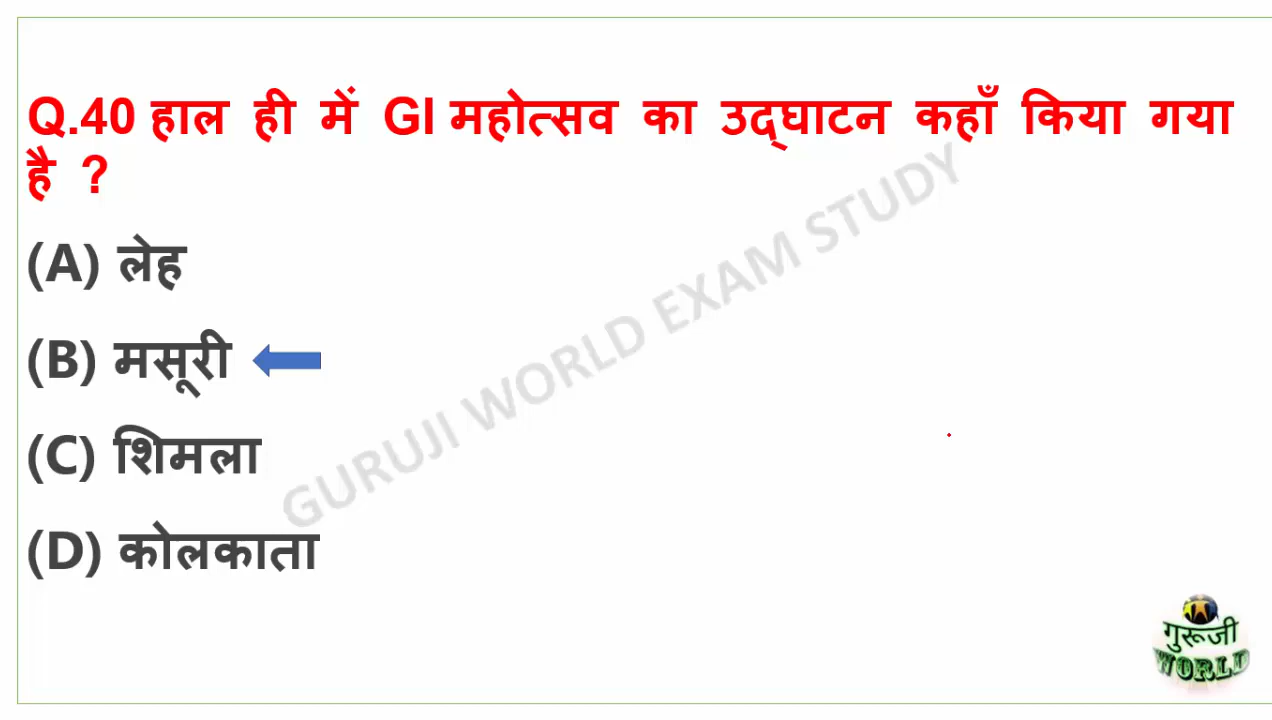 Q.40 हाल ही में GI महोत्सव का उद्घाटन कहाँ किया गया
है ?
(A) लेह
(B) मसूरी
(C) शिमला
(D) कोलकाता
GURUJI WORLD EXAM STUDY
गुरूजी
WORLD